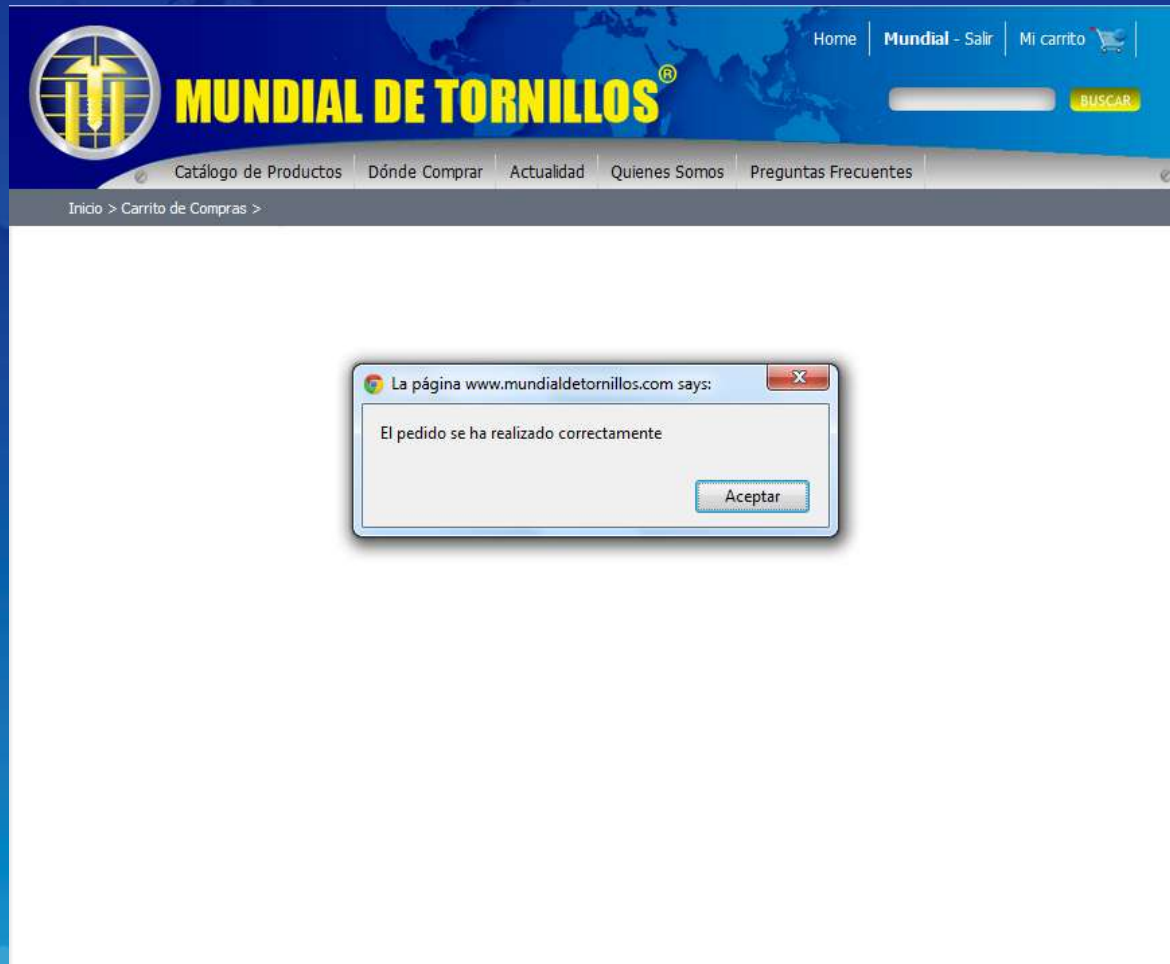 Home Mundial - Salir Mi carrito
MUNDIAL DE TORNILLOS®
BUSCAR
Catálogo de Productos Dónde Comprar Actualidad Quienes Somos Preguntas Frecuentes
Inicio > Carrito de Compras >
La página www.mundialdetornillos.com says:
El pedido se ha realizado correctamente
Aceptar